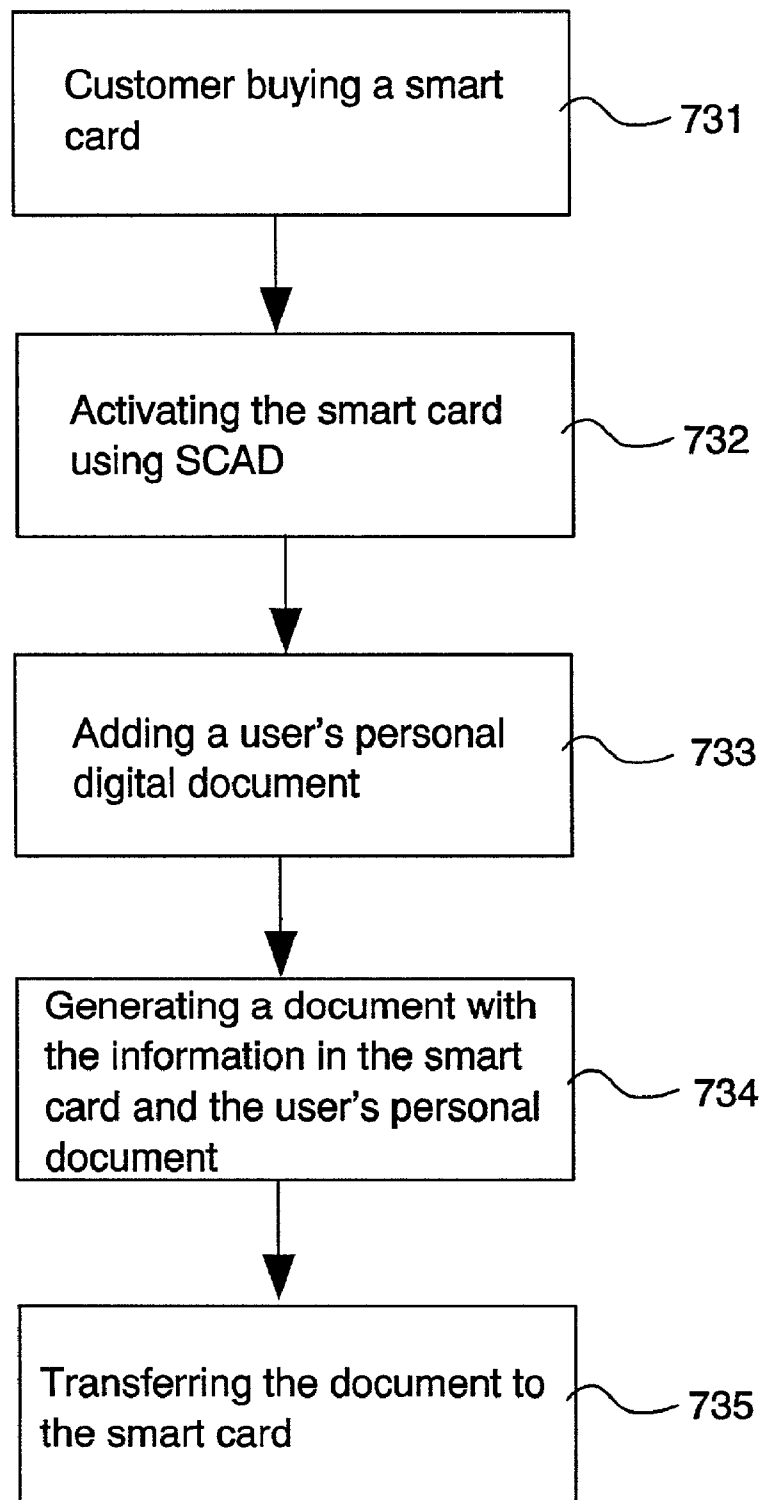 Customer buying a smart
card
731
Activating the smart card
using SCAD
732
Adding a user's personal
digital document
733
Generating a document with
the information in the smart
card and the user's personal
document
734
Transferring the document to
the smart card
735